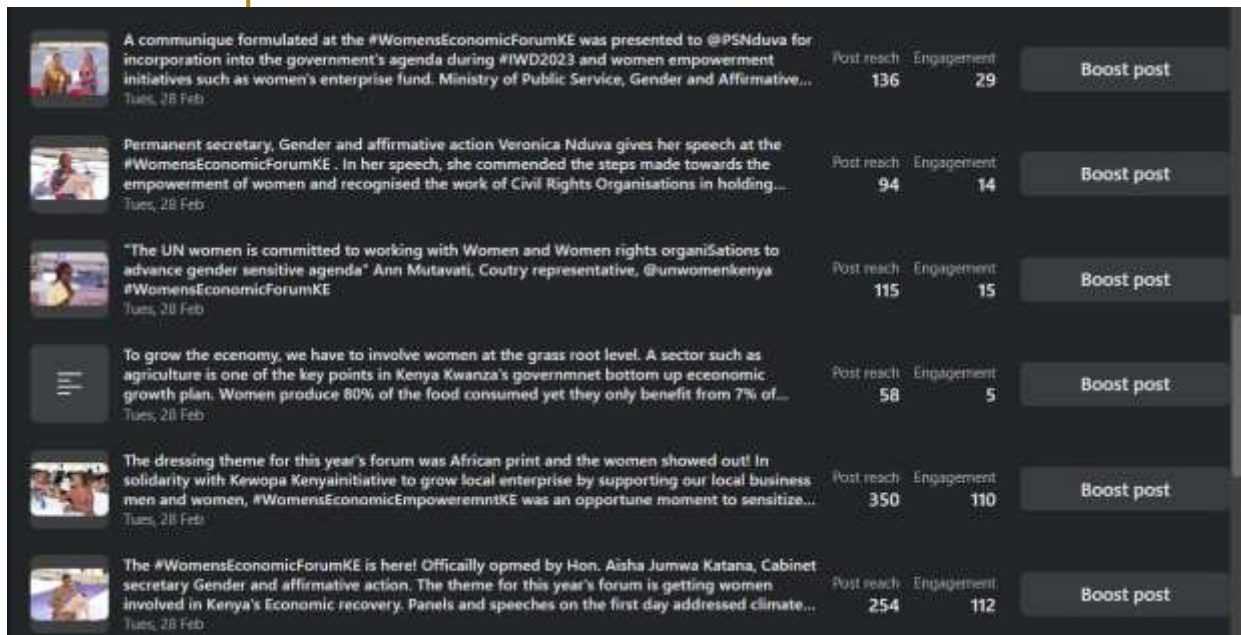 A communique formulated at the #WomensEconomicForumKE was presented to @PSNduva for
incorporation into the government's agenda during #IWD2023 and women empowerment
initiatives such as women's enterprise fund. Ministry of Public Service, Gender and Affirmative...
Tues, 28 Feb
Post reach Engagement
136 29
Boost post
Permanent secretary, Gender and affirmative action Veronica Nduva gives her speech at the
#WomensEconomicForumKE . In her speech, she commended the steps made towards the
empowerment of women and recognised the work of Civil Rights Organisations in holding...
Tues, 28 Feb
Post reach Engagement
94 14
Boost post
"The UN women is committed to working with Women and Women rights organiSations to
advance gender sensitive agenda" Ann Mutavati, Coutry representative, @unwomenkenya
#WomensEconomicForumKE
Tues, 28 Feb
Post reach Engagement
115 15
Boost post
To grow the ecenomy, we have to involve women at the grass root level. A sector such as
agriculture is one of the key points in Kenya Kwanza's governmnet bottom up eceonomic
growth plan. Women produce 80% of the food consumed yet they only benefit from 7% of...
Tues, 28 Feb
Post reach Engagement
58 5
Boost post
The dressing theme for this year's forum was African print and the women showed out! In
solidarity with Kewopa Kenyainitiative to grow local enterprise by supporting our local business
men and women, #WomensEconomicEmpoweremntKE was an opportune moment to sensitize...
Tues, 28 Feb
Post reach Engagement
350 110
Boost post
The #WomensEconomicForumKE is here! Officailly opmed by Hon. Aisha Jumwa Katana, Cabinet
secretary Gender and affirmative action. The theme for this year's forum is getting women
involved in Kenya's Economic recovery. Panels and speeches on the first day addressed climate...
Tues, 28 Feb
Post reach Engagement
254 112
Boost post